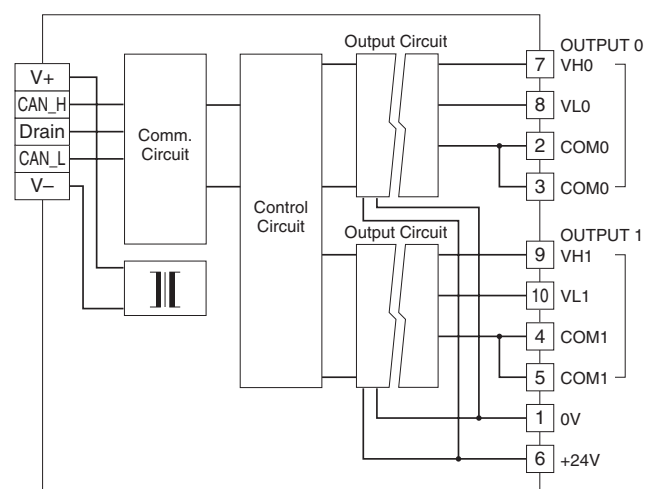 V+
CAN_H
Drain
CAN_L
V–
Comm.
Circuit
Control
Circuit
Output Circuit
OUTPUT 0
7 VH0
8 VL0
2 COM0
3 COM0
Output Circuit
OUTPUT 1
9 VH1
10 VL1
4 COM1
5 COM1
1 0V
6 +24V